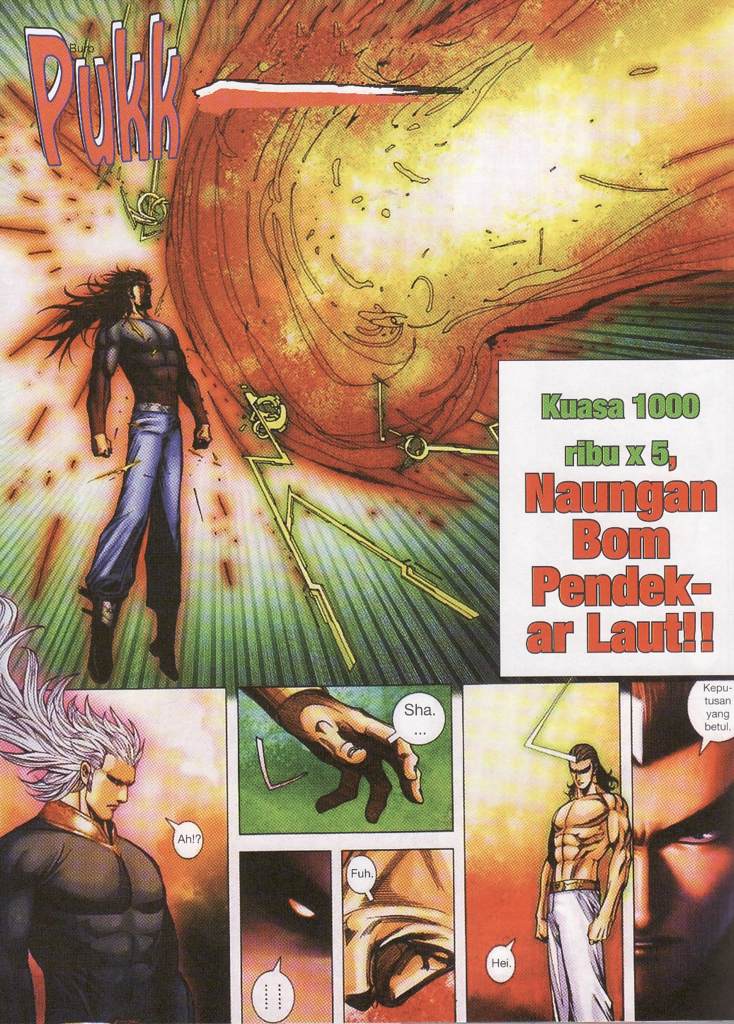 Buro
Pukk
Kuasa 1000
ribu x 5,
Naungan
Bom
Pendek-
ar Laut!!
Ah!?
Sha.
...
!!!
Fuh.
Hei.
Kepu-
tusan
yang
betul.